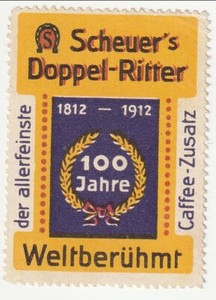 S
Scheuer's
Doppel-Ritter
1812 — 1912
der allerfeinste
100
Jahre
Caffee-Zusatz
Weltberühmt